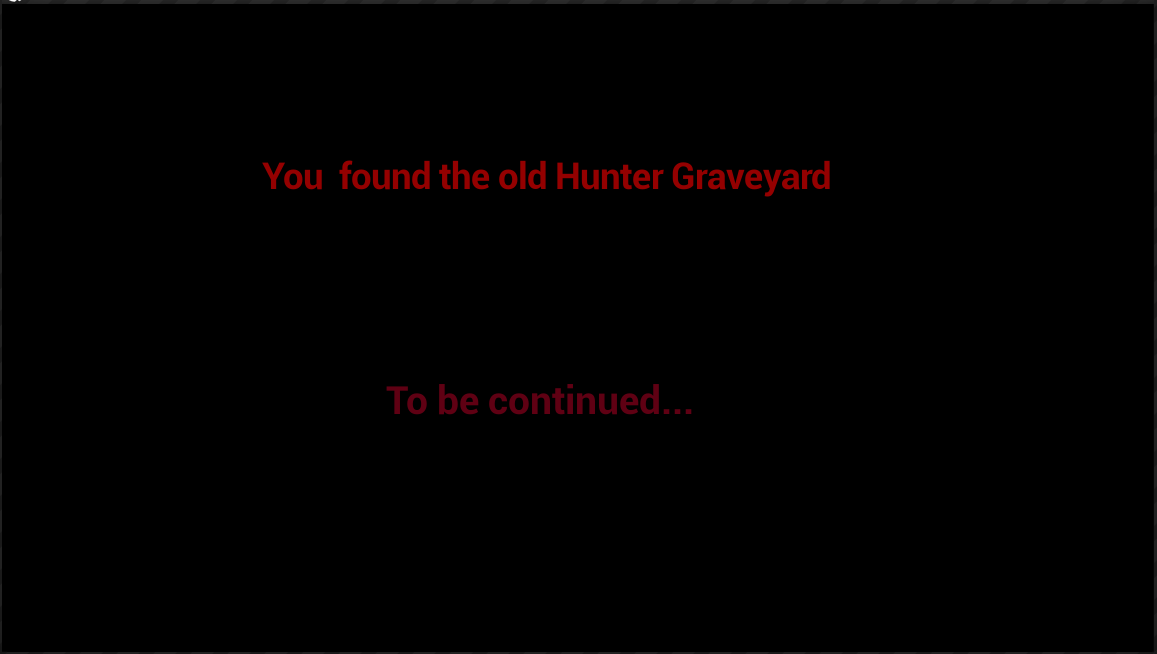 You  found the old Hunter Graveyard
To be continued...